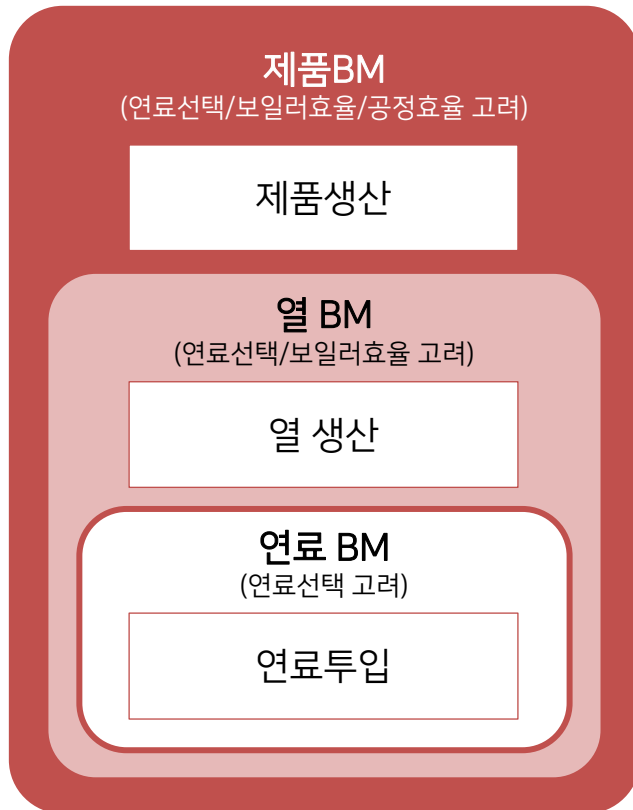 제품BM
(연료선택/보일러효율/공정효율 고려)
제품생산
열 BM
(연료선택/보일러효율 고려)
열 생산
연료 BM
(연료선택 고려)
연료투입